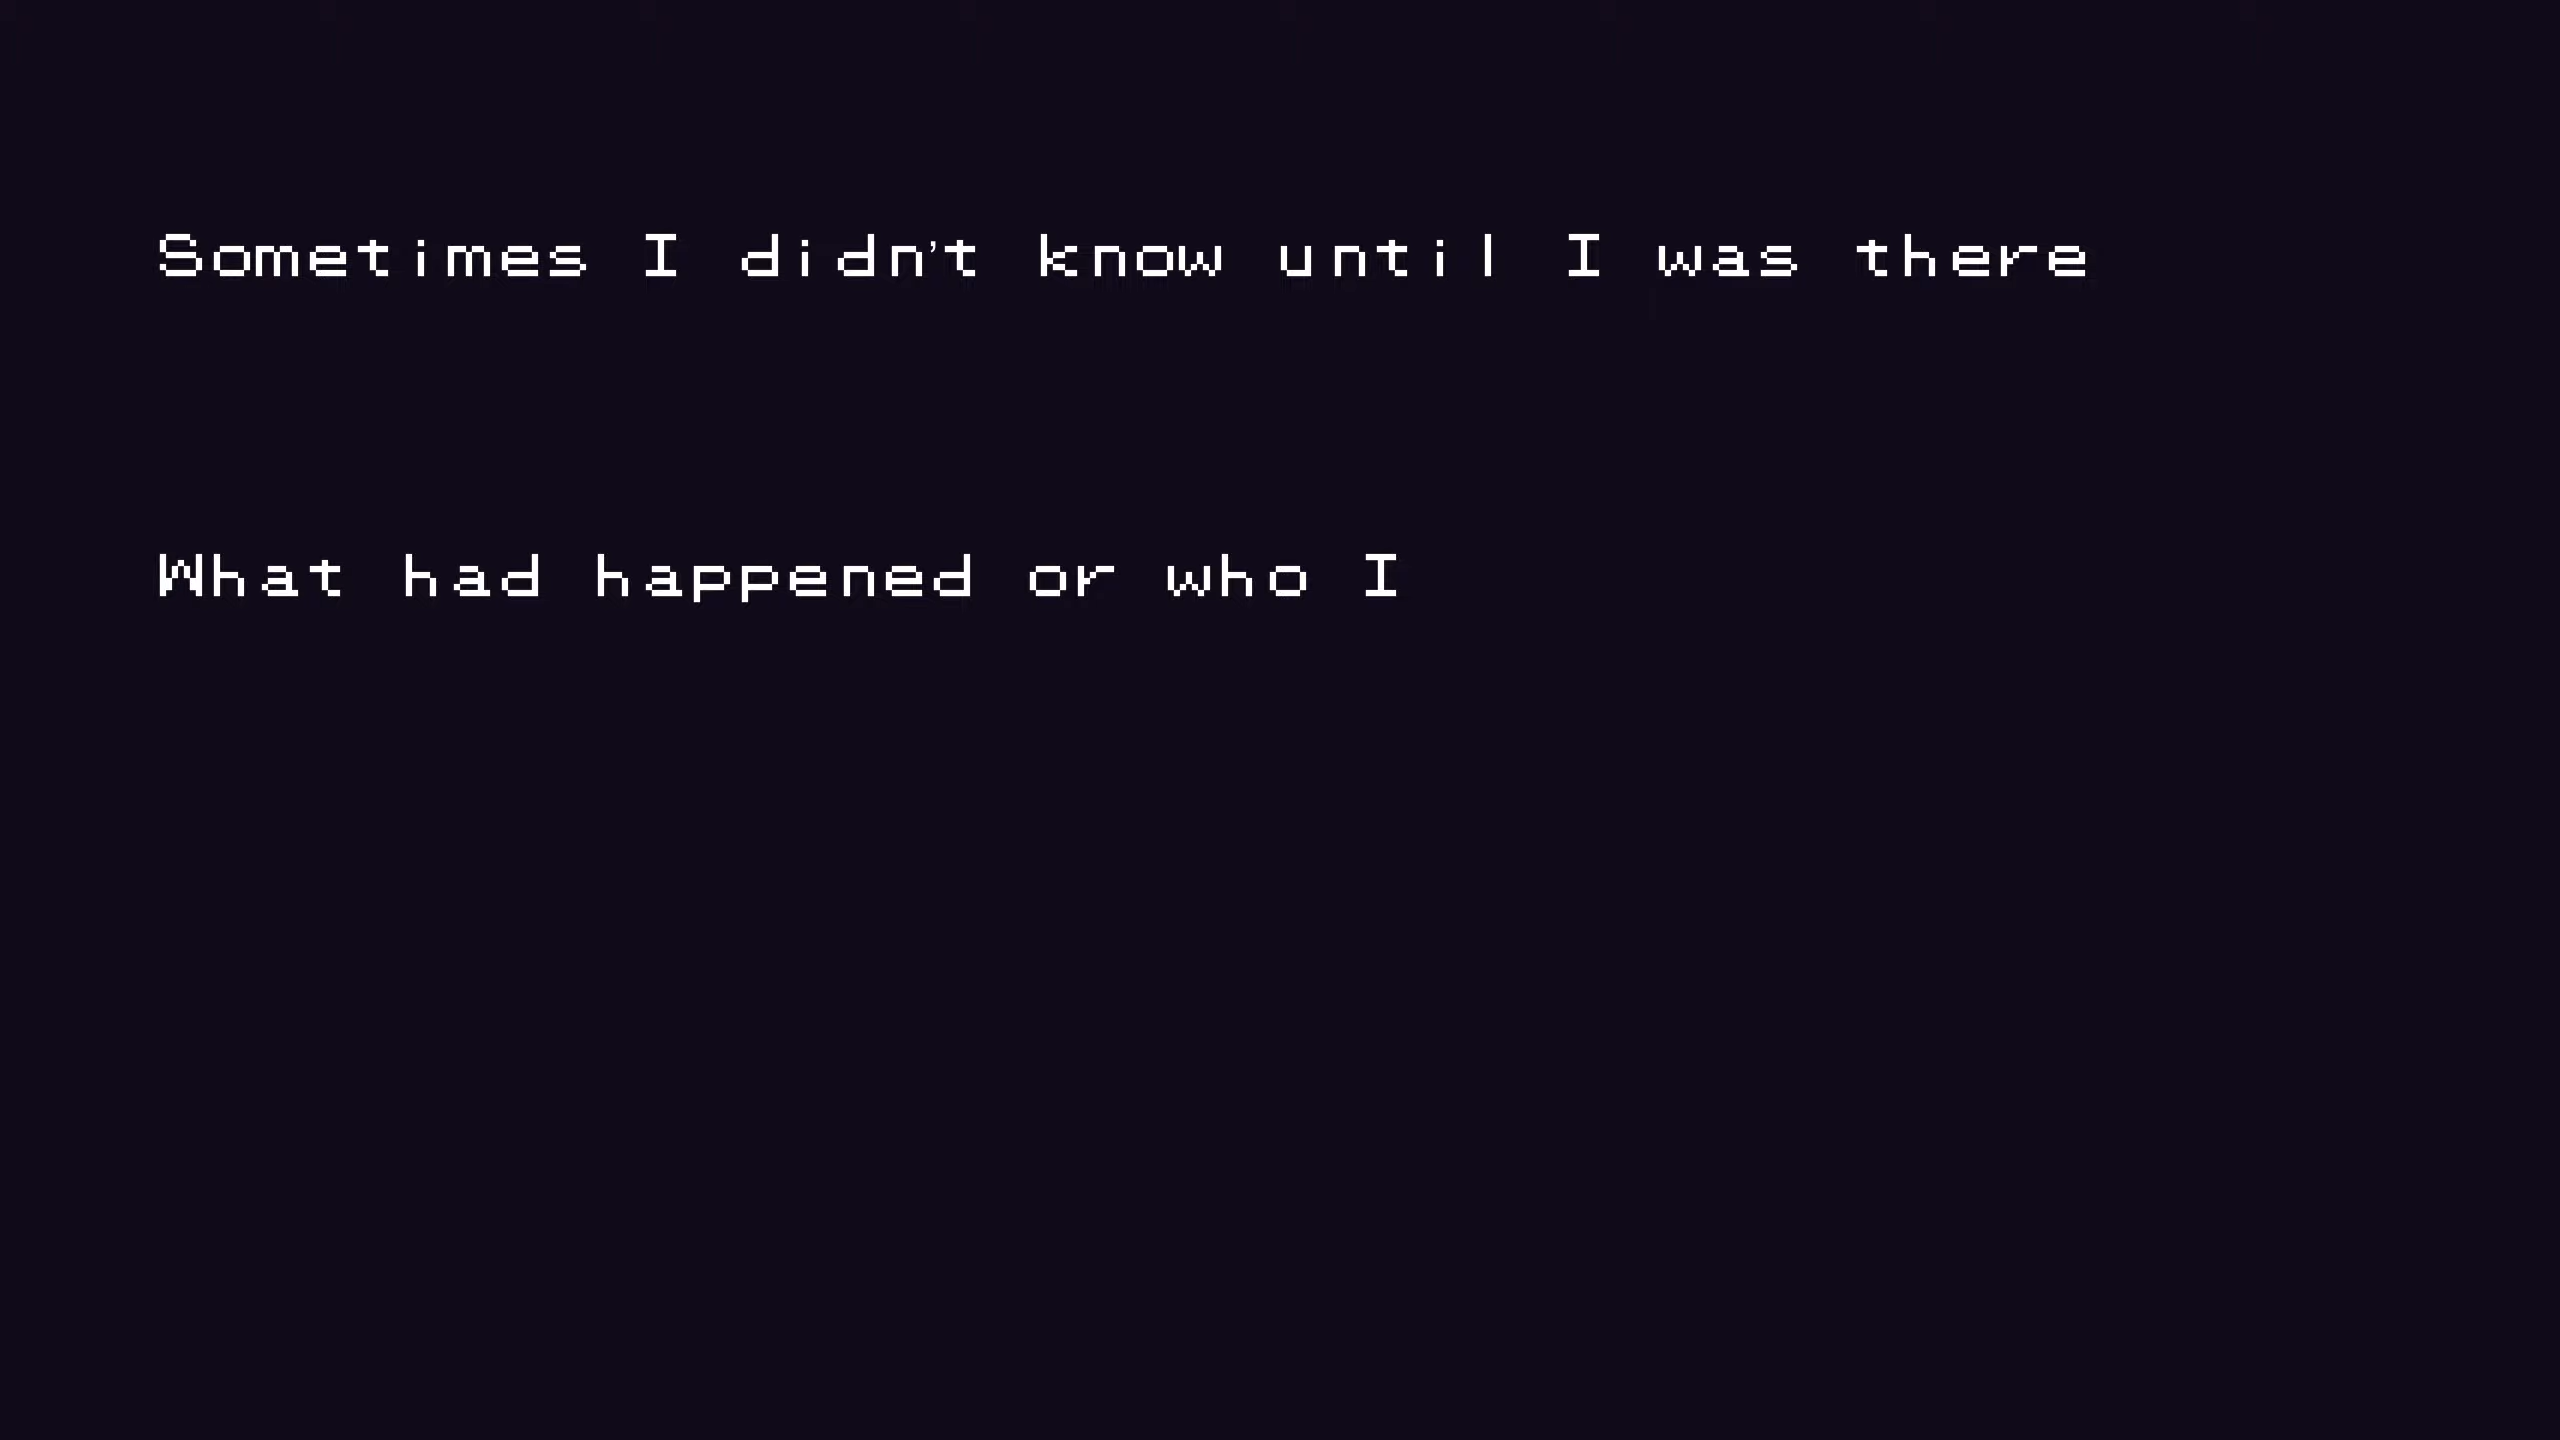 Sometimes I didn't know until I was there
What had happened or who I